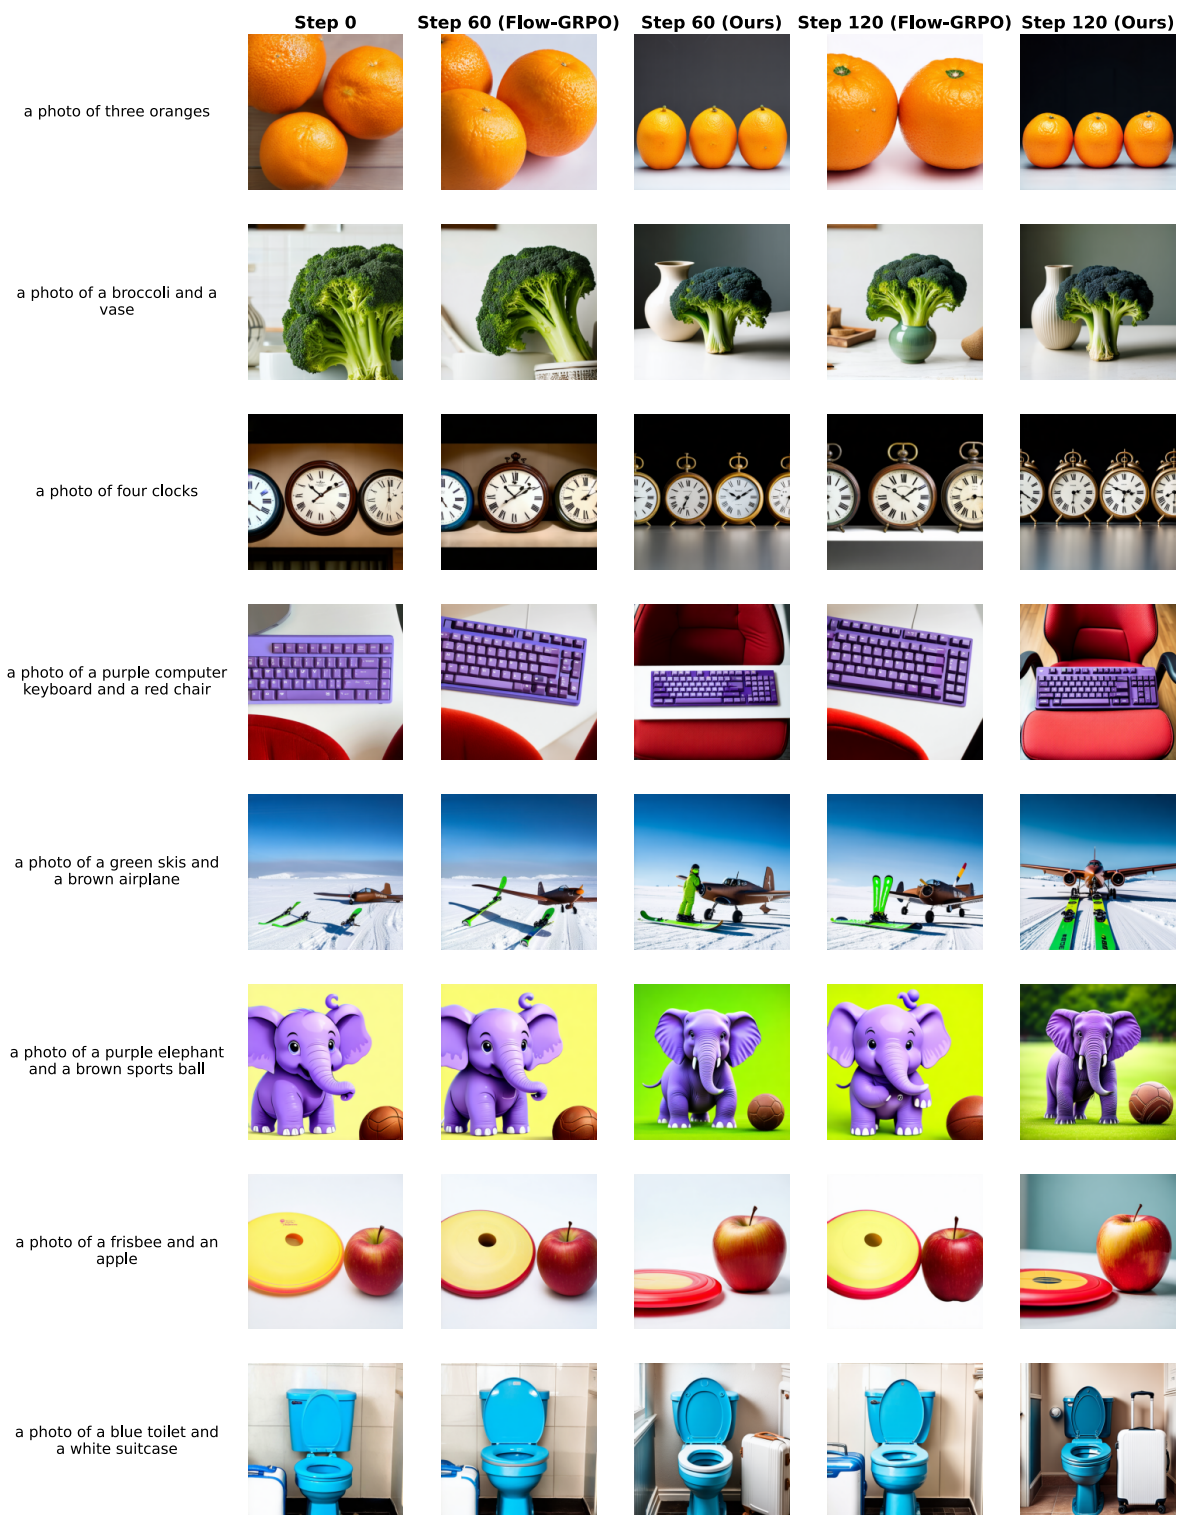 Step 0
Step 60 (Flow-GRPO)
Step 60 (Ours)
Step 120 (Flow-GRPO)
Step 120 (Ours)
a photo of three oranges
a photo of a broccoli and a
vase
a photo of four clocks
a photo of a purple computer
keyboard and a red chair
a photo of a green skis and
a brown airplane
a photo of a purple elephant
and a brown sports ball
a photo of a frisbee and an
apple
a photo of a blue toilet and
a white suitcase